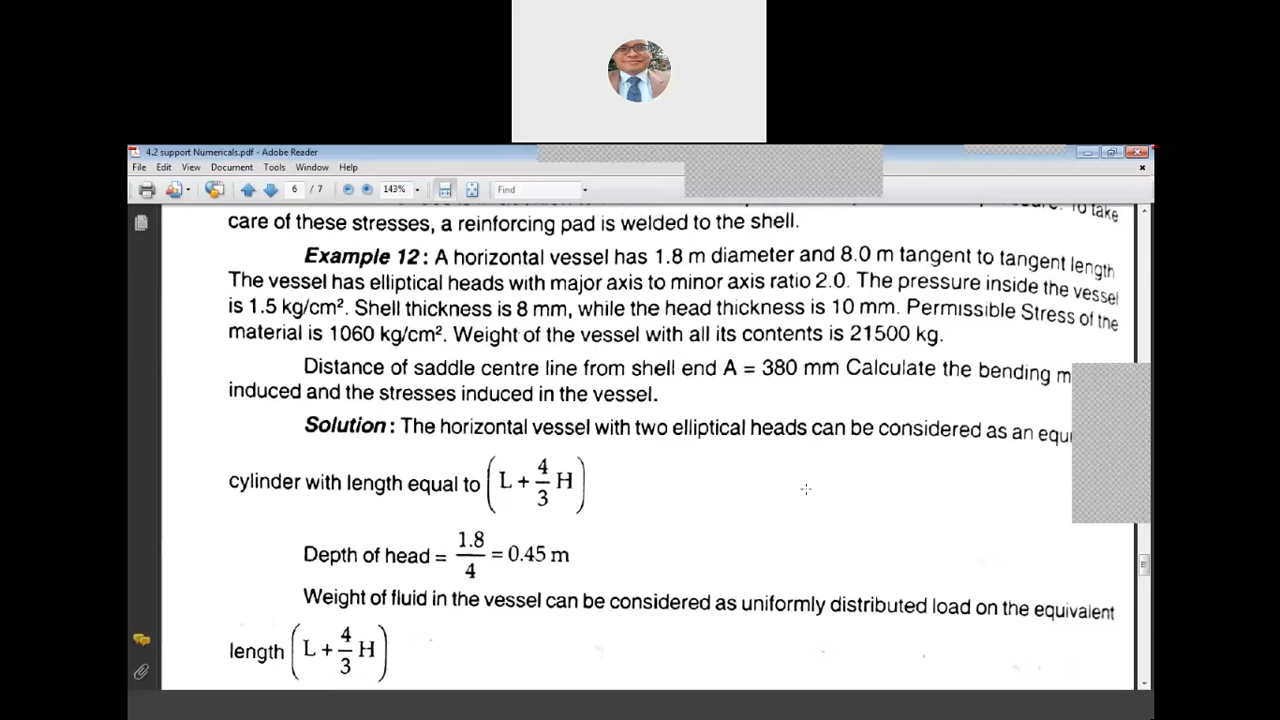 4.2 support Numericals.pdf - Adobe Reader
File Edit View Document Tools Window Help
6 / 7 143% Find
To take
care of these stresses, a reinforcing pad is welded to the shell.
Example 12 : A horizontal vessel has 1.8 m diameter and 8.0 m tangent to tangent length
The vessel has elliptical heads with major axis to minor axis ratio 2.0. The pressure inside the vessel
is 1.5 kg/cm². Shell thickness is 8 mm, while the head thickness is 10 mm. Permissible Stress of the
material is 1060 kg/cm². Weight of the vessel with all its contents is 21500 kg.
Distance of saddle centre line from shell end A = 380 mm Calculate the bending
induced and the stresses induced in the vessel.
Solution : The horizontal vessel with two elliptical heads can be considered as an
cylinder with length equal to (L + 4/3 H)
Depth of head = 1.8/4 = 0.45 m
Weight of fluid in the vessel can be considered as uniformly distributed load on the equivalent
length (L + 4/3 H)